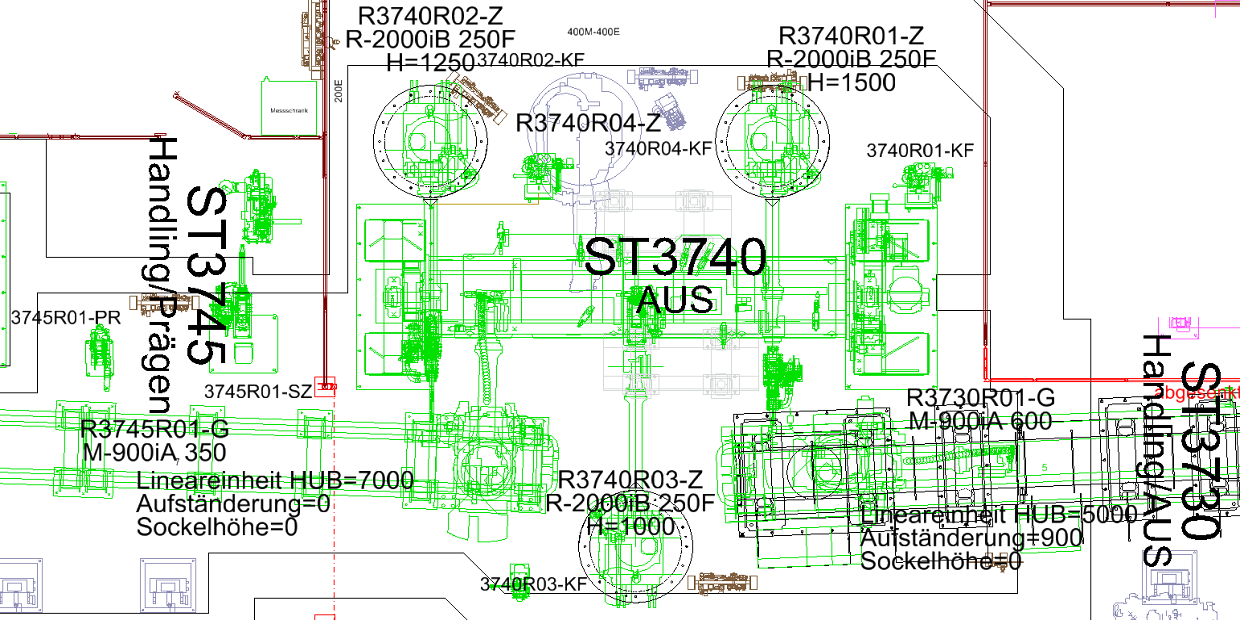 R3740R02-Z
R-2000iB 250F
H=1250
3740R02-KF
400M-400E
R3740R01-Z
R-2000iB 250F
H=1500
200E
Messschrank
R3740R04-Z
3740R04-KF
3740R01-KF
ST3745
Handling/Prägen
3745R01-PR
3745R01-SZ
ST3740
AUS
R3745R01-G
M-900iA 350
Lineareinheit HUB=7000
Aufständerung=0
Sockelhöhe=0
R3740R03-Z
R-2000iB 250F
H=1000
3740R03-KF
R3730R01-G
M-900iA 600
5
Lineareinheit HUB=5000
Aufständerung=900
Sockelhöhe=0
abgesenkt
ST3730
Handling/AUS